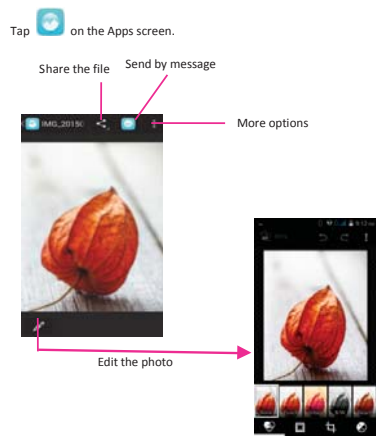 Tap on the Apps screen.
Share the file
Send by message
More options
IMG_2015
Edit the photo